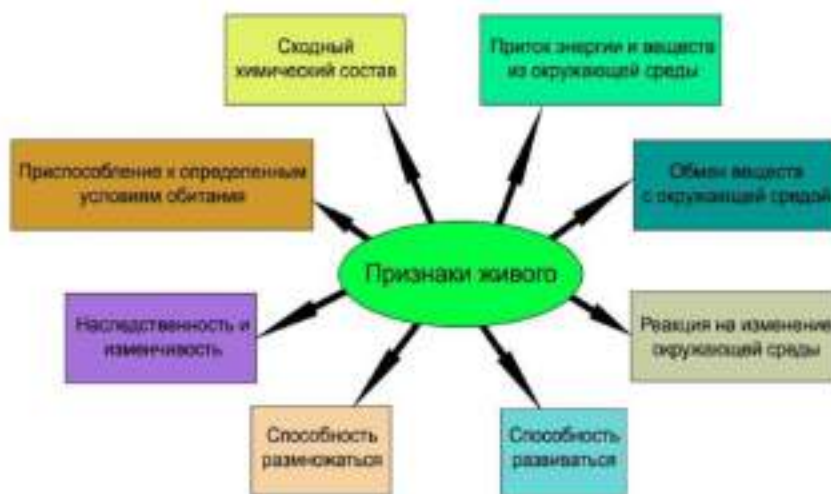 Сходный
химический состав
Приток энергии и веществ
из окружающей среды
Приспособление к определенным
условиям обитания
Обмен веществ
с окружающей средой
Признаки живого
Наследственность и
изменчивость
Реакция на изменение
окружающей среды
Способность
размножаться
Способность
развиваться